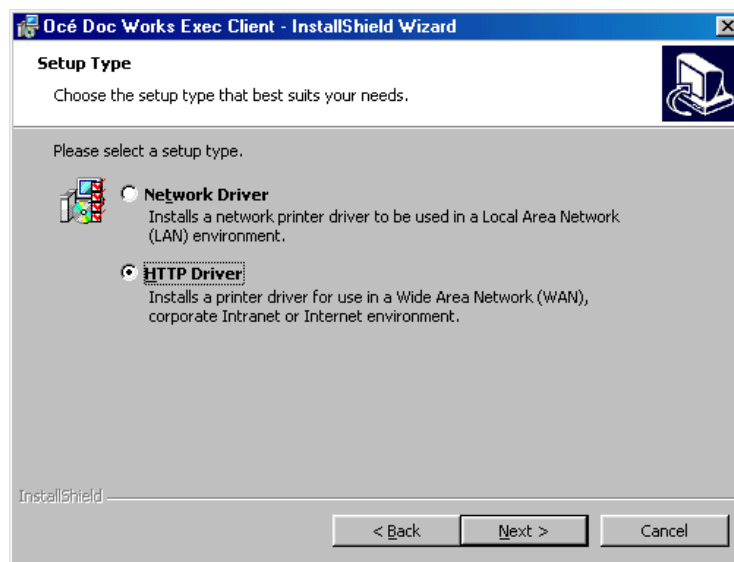 Océ Doc Works Exec Client - InstallShield Wizard
Setup Type
Choose the setup type that best suits your needs.
Please select a setup type.
Network Driver
Installs a network printer driver to be used in a Local Area Network
(LAN) environment.
HTTP Driver
Installs a printer driver for use in a Wide Area Network (WAN),
corporate Intranet or Internet environment.
InstallShield
< Back Next > Cancel